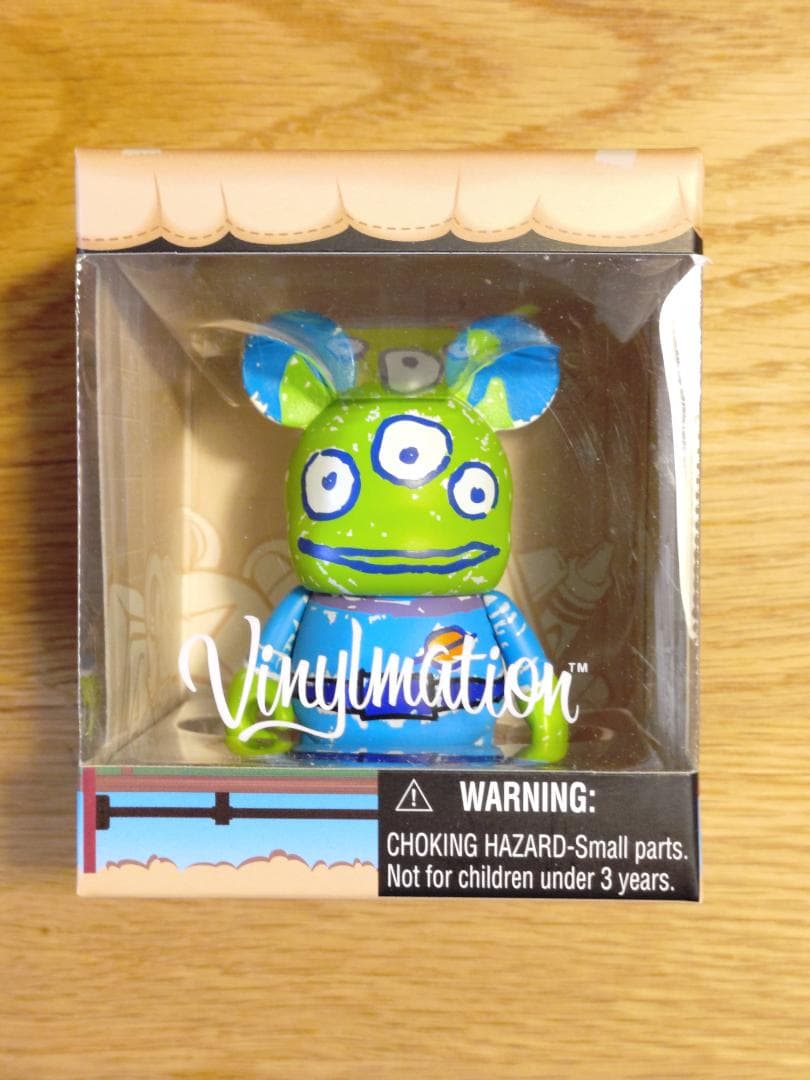 Vinylmation™
WARNING:
CHOKING HAZARD-Small parts.
Not for children under 3 years.